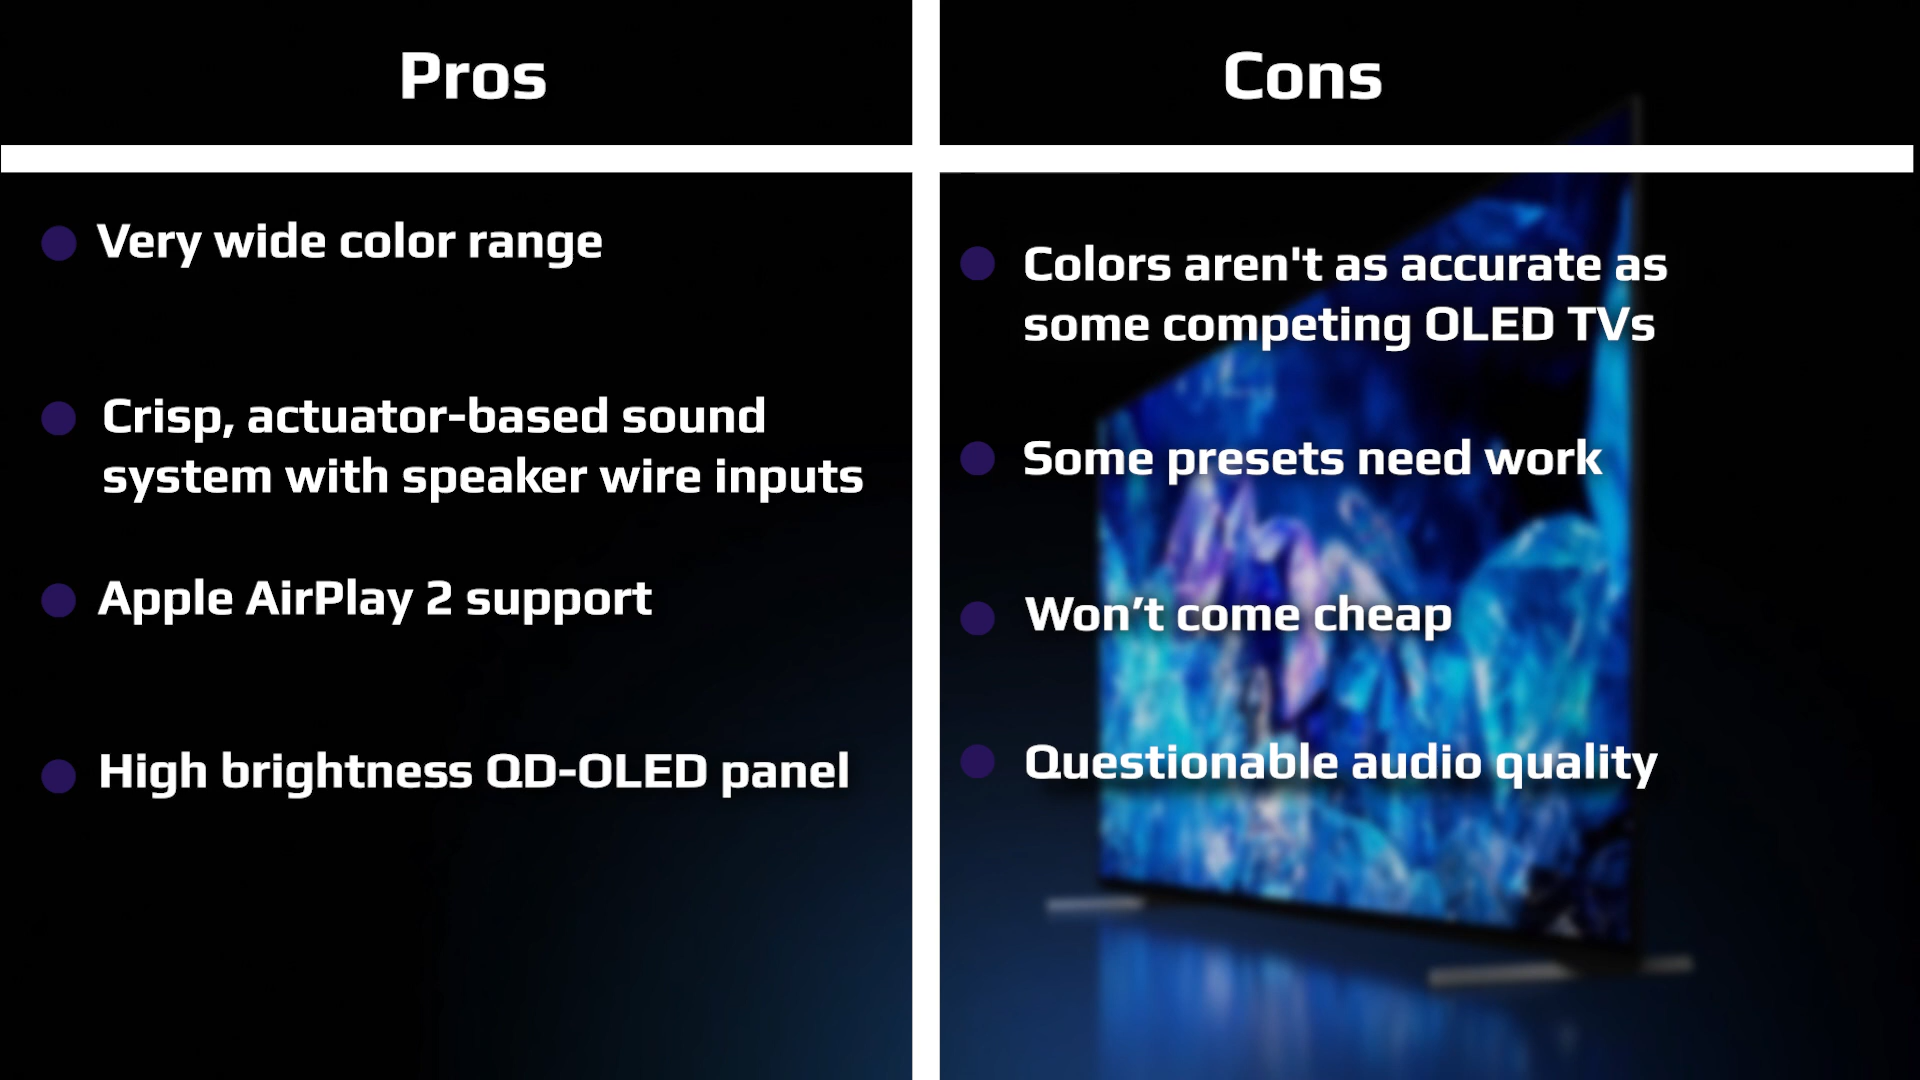 Pros
Very wide color range
Crisp, actuator-based sound
system with speaker wire inputs
Apple AirPlay 2 support
High brightness QD-OLED panel
Cons
Colors aren't as accurate as
some competing OLED TVs
Some presets need work
Won’t come cheap
Questionable audio quality